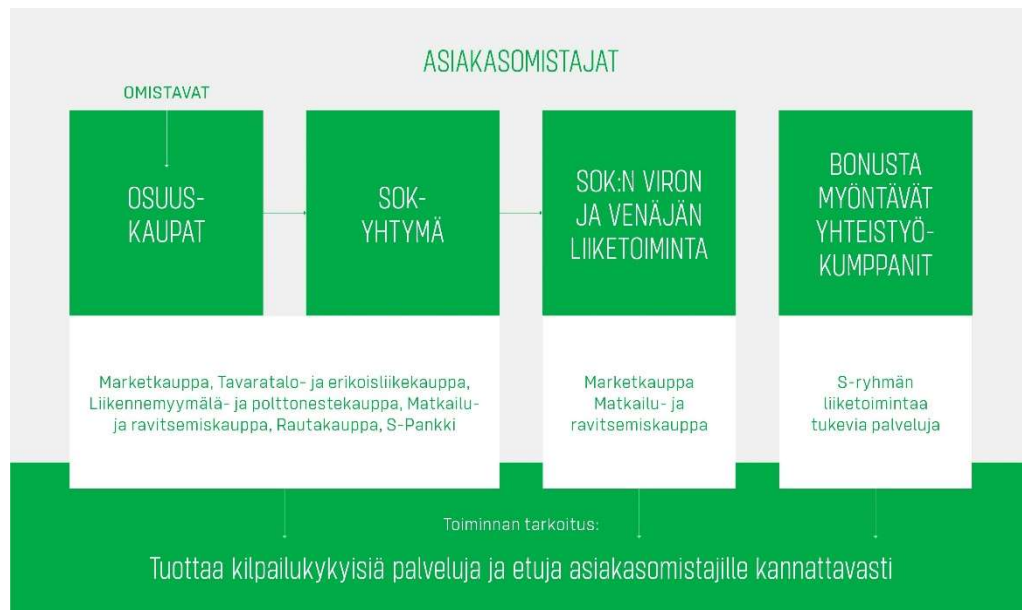 ASIAKASOMISTAJAT
OMISTAVAT
OSUUS-
KAUPAT
SOK-
YHTYMÄ
SOK:N VIRON
JA VENÄJÄN
LIIKETOIMINTA
BONUSTA
MYÖNTÄVÄT
YHTEISTYÖ-
KUMPPANIT
Marketkauppa, Tavaratalo- ja erikoisliikekauppa,
Liikennemyymälä- ja polttonestekauppa, Matkailu-
ja ravitsemiskauppa, Rautakauppa, S-Pankki
Marketkauppa
Matkailu- ja
ravitsemiskauppa
S-ryhmän
liiketoimintaa
tukevia palveluja
Toiminnan tarkoitus:
Tuottaa kilpailukykyisiä palveluja ja etuja asiakasomistajille kannattavasti